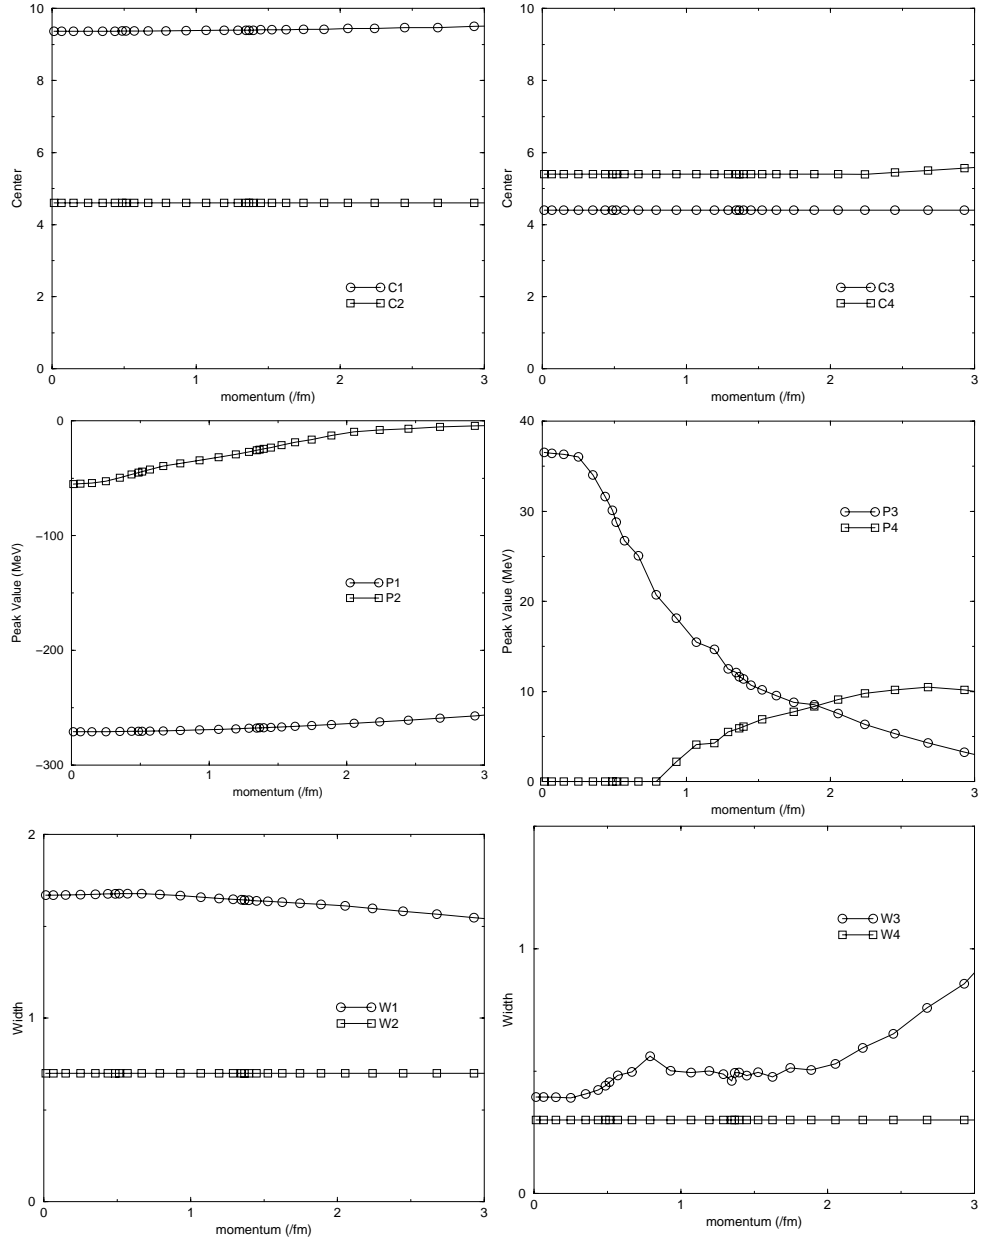 10
8
6
4
2
0
Center
C1
C2
0
1
2
3
momentum (/fm)
10
8
6
4
2
0
Center
C3
C4
0
1
2
3
momentum (/fm)
0
−100
−200
−300
Peak Value (MeV)
P1
P2
0
1
2
3
momentum (/fm)
40
30
20
10
0
Peak Value (MeV)
P3
P4
0
1
2
3
momentum (/fm)
2
1
0
Width
W1
W2
0
1
2
3
momentum (/fm)
1
0
Width
W3
W4
0
1
2
3
momentum (/fm)